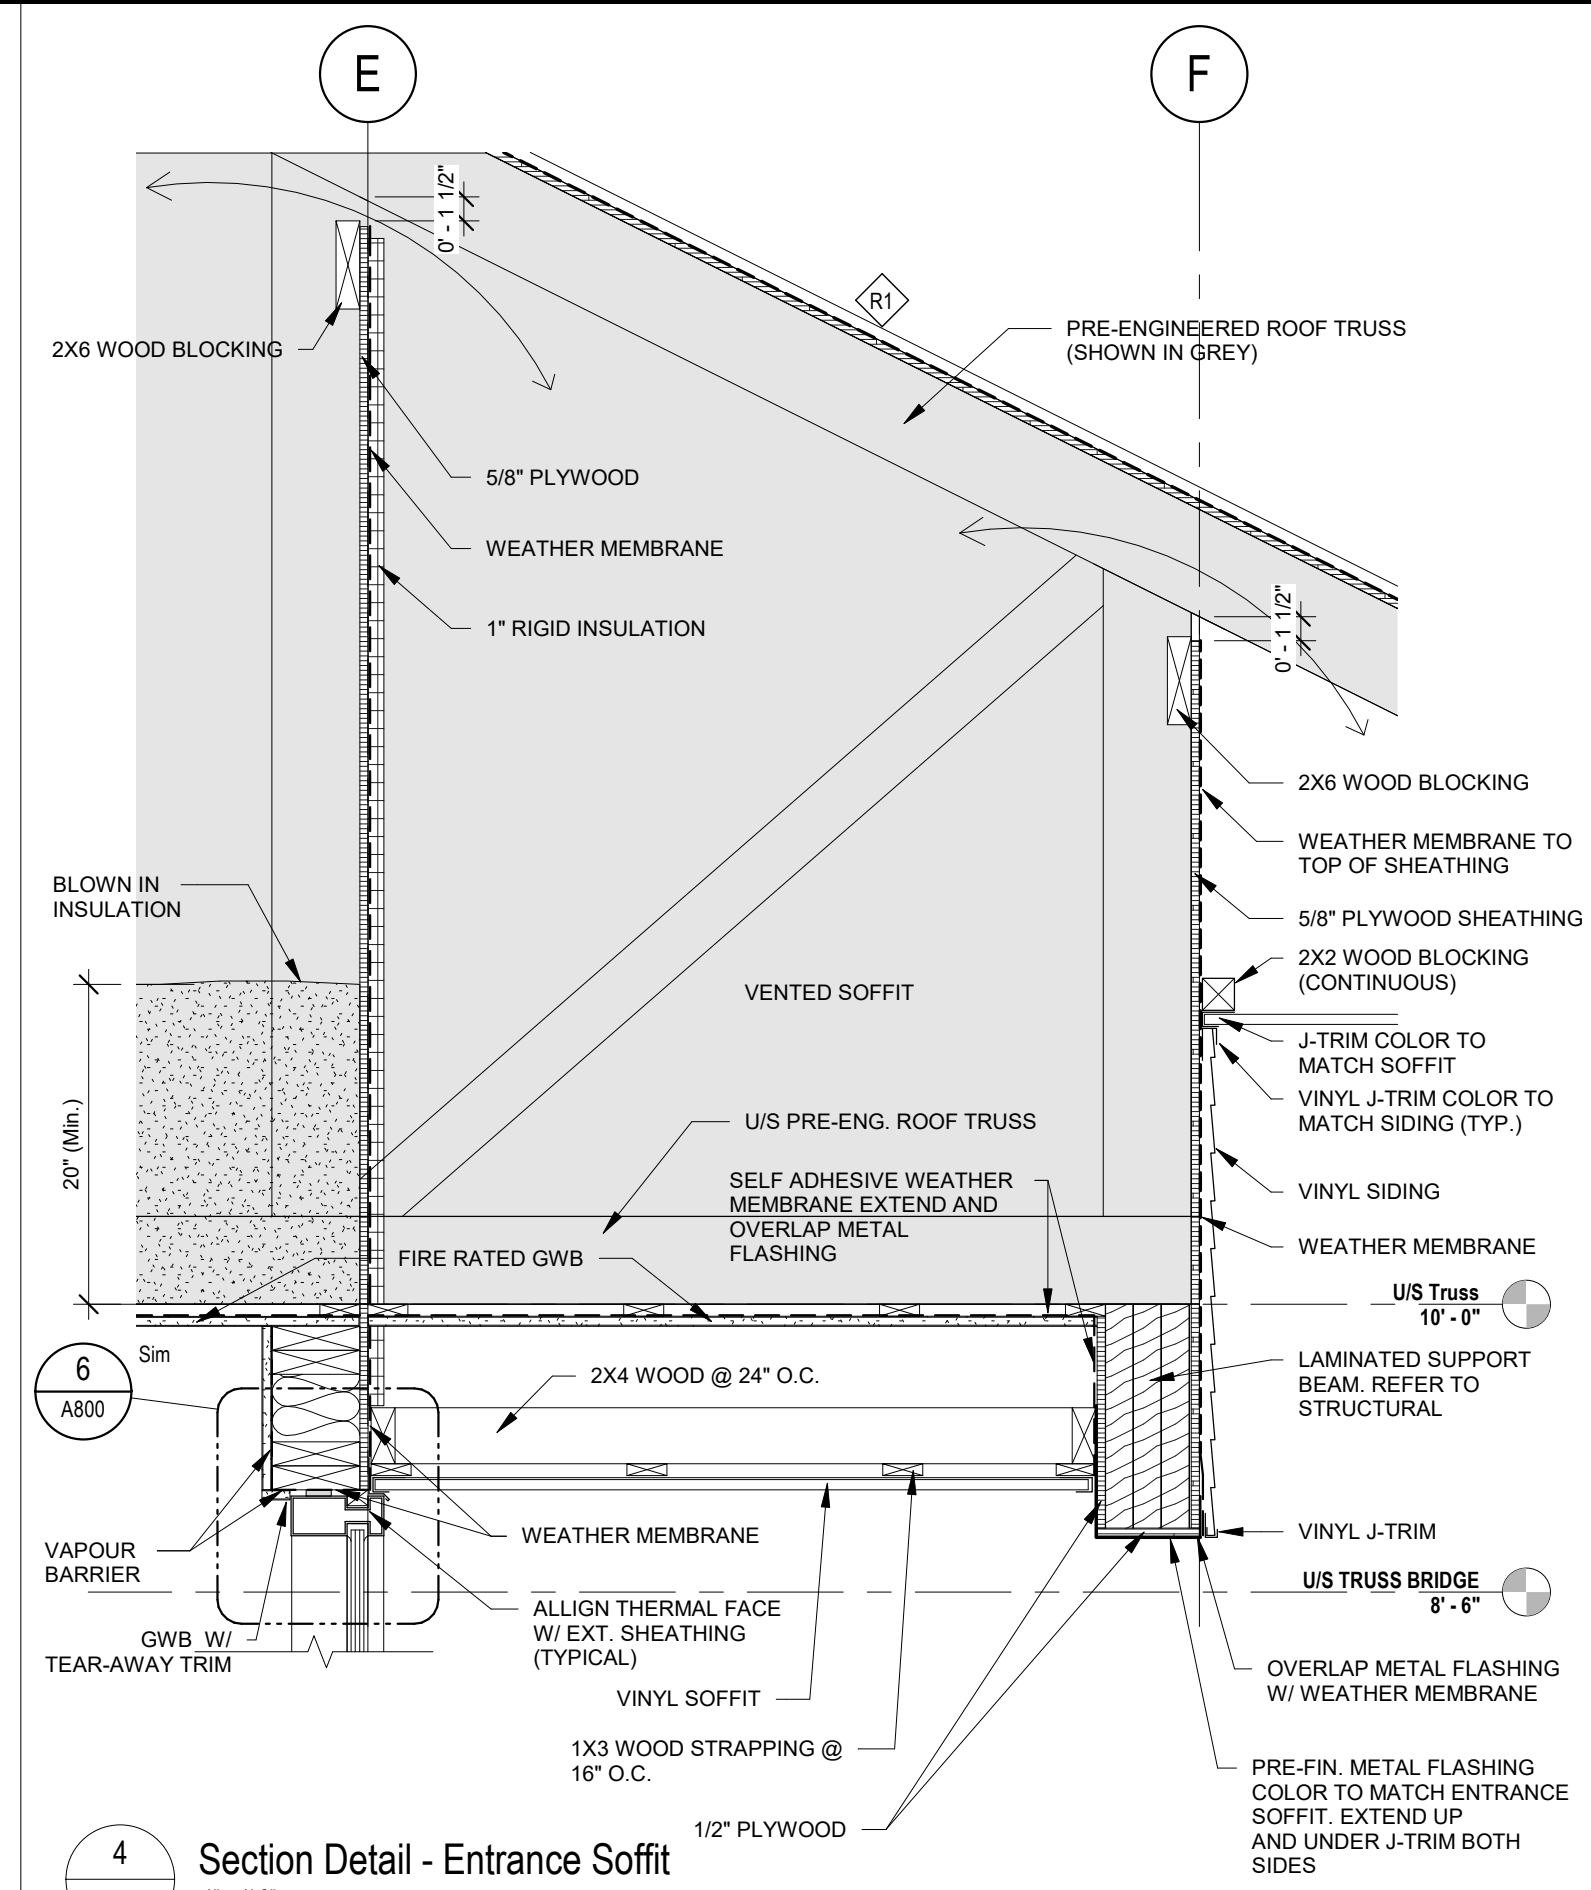 E
F
0' - 1 1/2"
R1
2X6 WOOD BLOCKING
PRE-ENGINEERED ROOF TRUSS
(SHOWN IN GREY)
5/8" PLYWOOD
WEATHER MEMBRANE
1" RIGID INSULATION
0' - 1 1/2"
2X6 WOOD BLOCKING
WEATHER MEMBRANE TO
TOP OF SHEATHING
BLOWN IN
INSULATION
5/8" PLYWOOD SHEATHING
2X2 WOOD BLOCKING
(CONTINUOUS)
VENTED SOFFIT
J-TRIM COLOR TO
MATCH SOFFIT
VINYL J-TRIM COLOR TO
MATCH SIDING (TYP.)
20" (Min.)
U/S PRE-ENG. ROOF TRUSS
SELF ADHESIVE WEATHER
MEMBRANE EXTEND AND
OVERLAP METAL
FLASHING
VINYL SIDING
FIRE RATED GWB
WEATHER MEMBRANE
U/S Truss
10' - 0"
6
A800
Sim
2X4 WOOD @ 24" O.C.
LAMINATED SUPPORT
BEAM. REFER TO
STRUCTURAL
VAPOUR
BARRIER
WEATHER MEMBRANE
VINYL J-TRIM
U/S TRUSS BRIDGE
8' - 6"
GWB W/
TEAR-AWAY TRIM
ALLIGN THERMAL FACE
W/ EXT. SHEATHING
(TYPICAL)
VINYL SOFFIT
OVERLAP METAL FLASHING
W/ WEATHER MEMBRANE
1X3 WOOD STRAPPING @
16" O.C.
PRE-FIN. METAL FLASHING
COLOR TO MATCH ENTRANCE
SOFFIT. EXTEND UP
AND UNDER J-TRIM BOTH
SIDES
1/2" PLYWOOD
4
Section Detail - Entrance Soffit